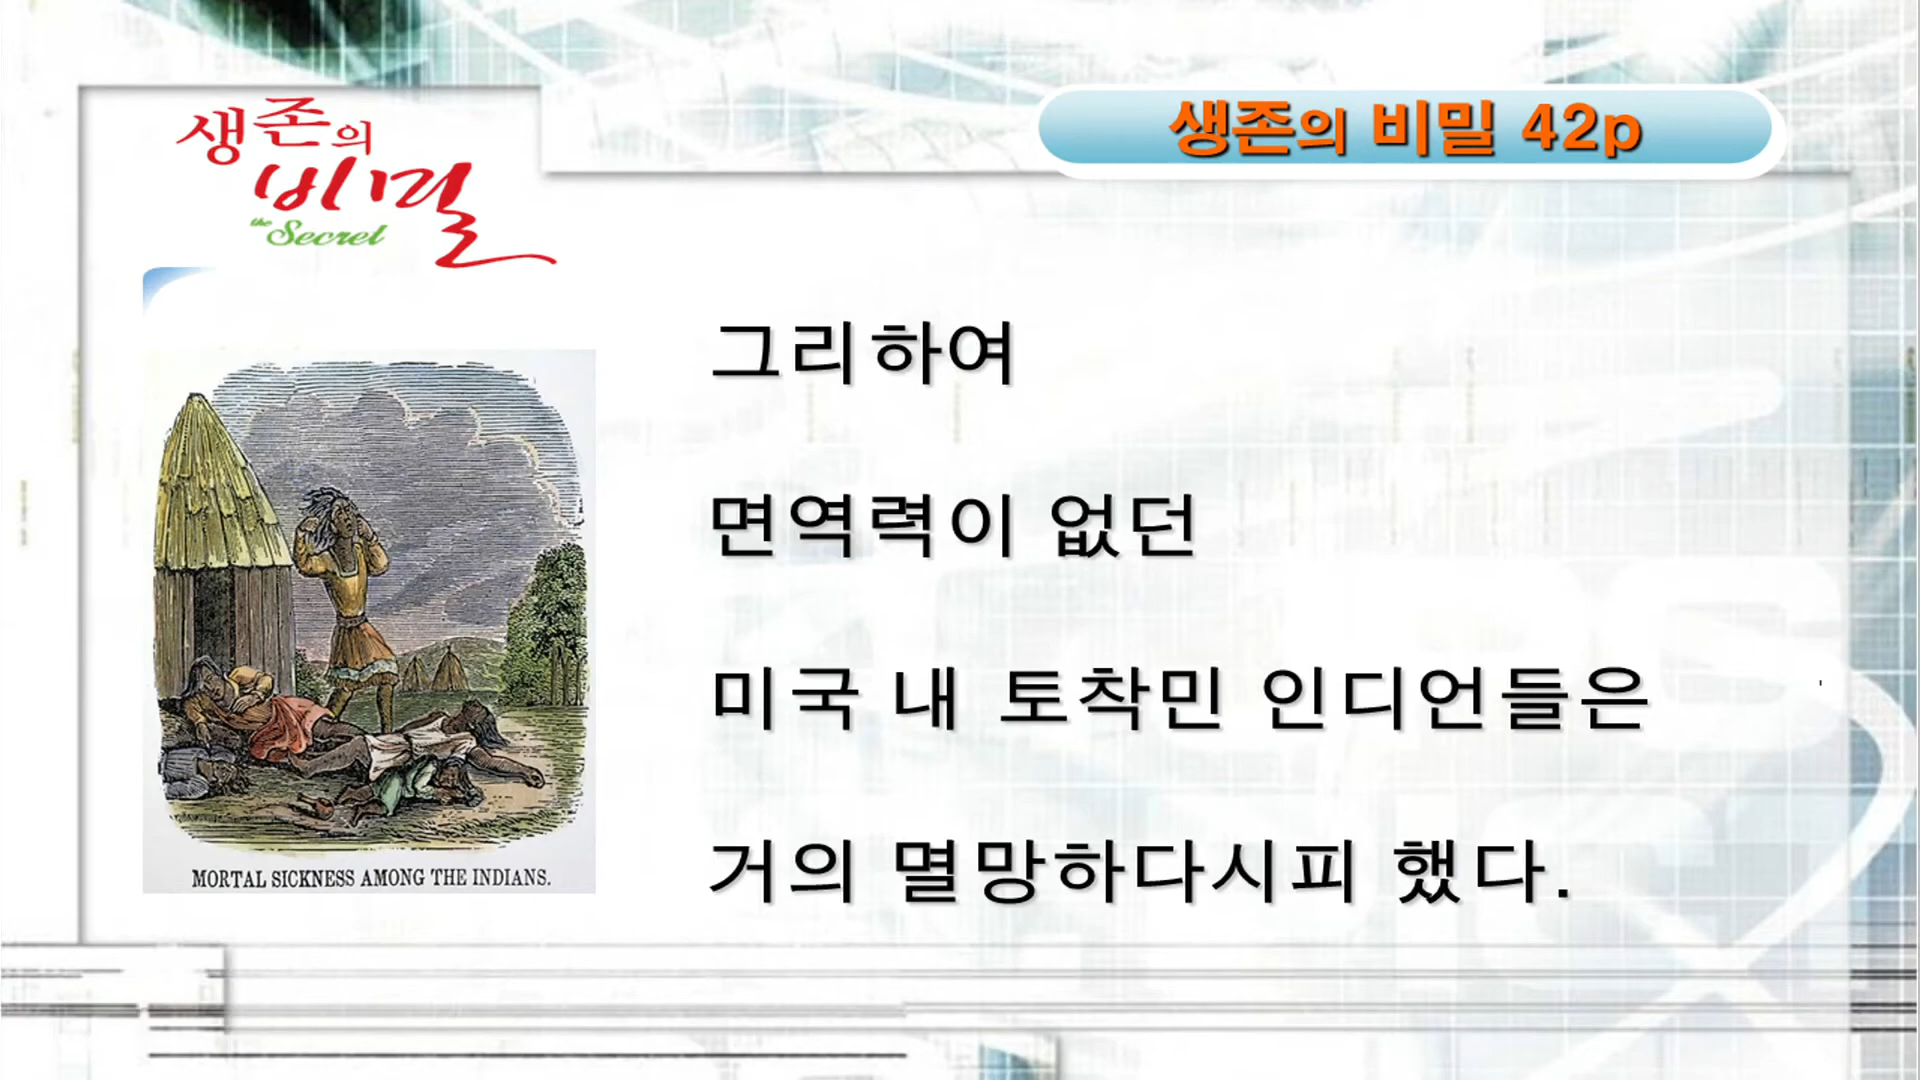 생존의
비밀
the Secret
생존의 비밀 42p
그리하여
면역력이 없던
미국 내 토착민 인디언들은
거의 멸망하다시피 했다.
MORTAL SICKNESS AMONG THE INDIANS.